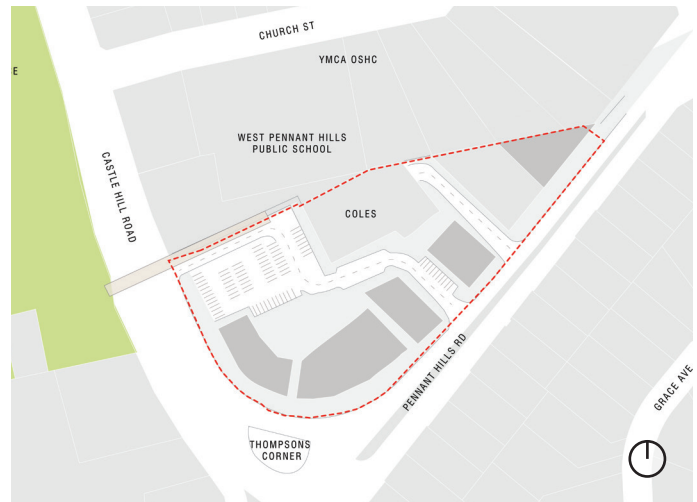 CHURCH ST
YMCA OSHC
E
WEST PENNANT HILLS
PUBLIC SCHOOL
CASTLE HILL ROAD
COLES
PENNANT HILLS RD
GRACE AVE
THOMPSONS
CORNER